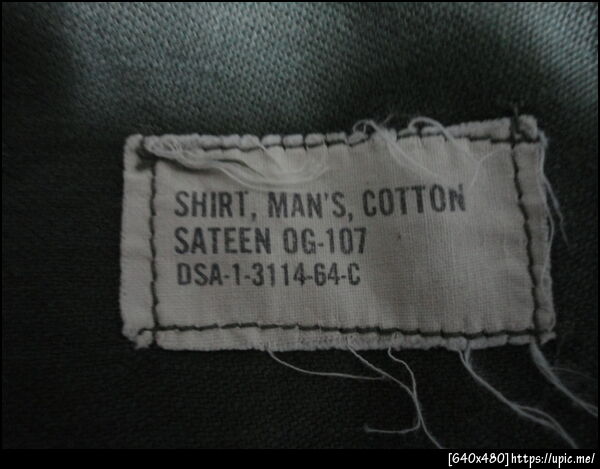 SHIRT, MAN'S, COTTON
SATEEN OG-107
DSA-1-3114-64-C
[640x480]https://upic.me/